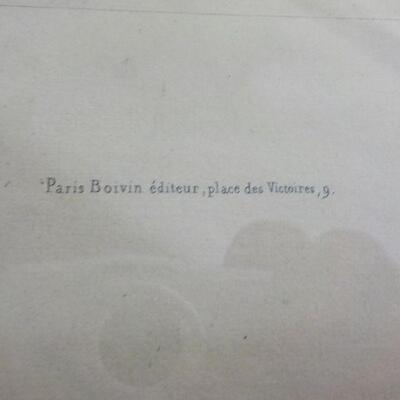 Paris Boivin éditeur, place des Victoires, 9.